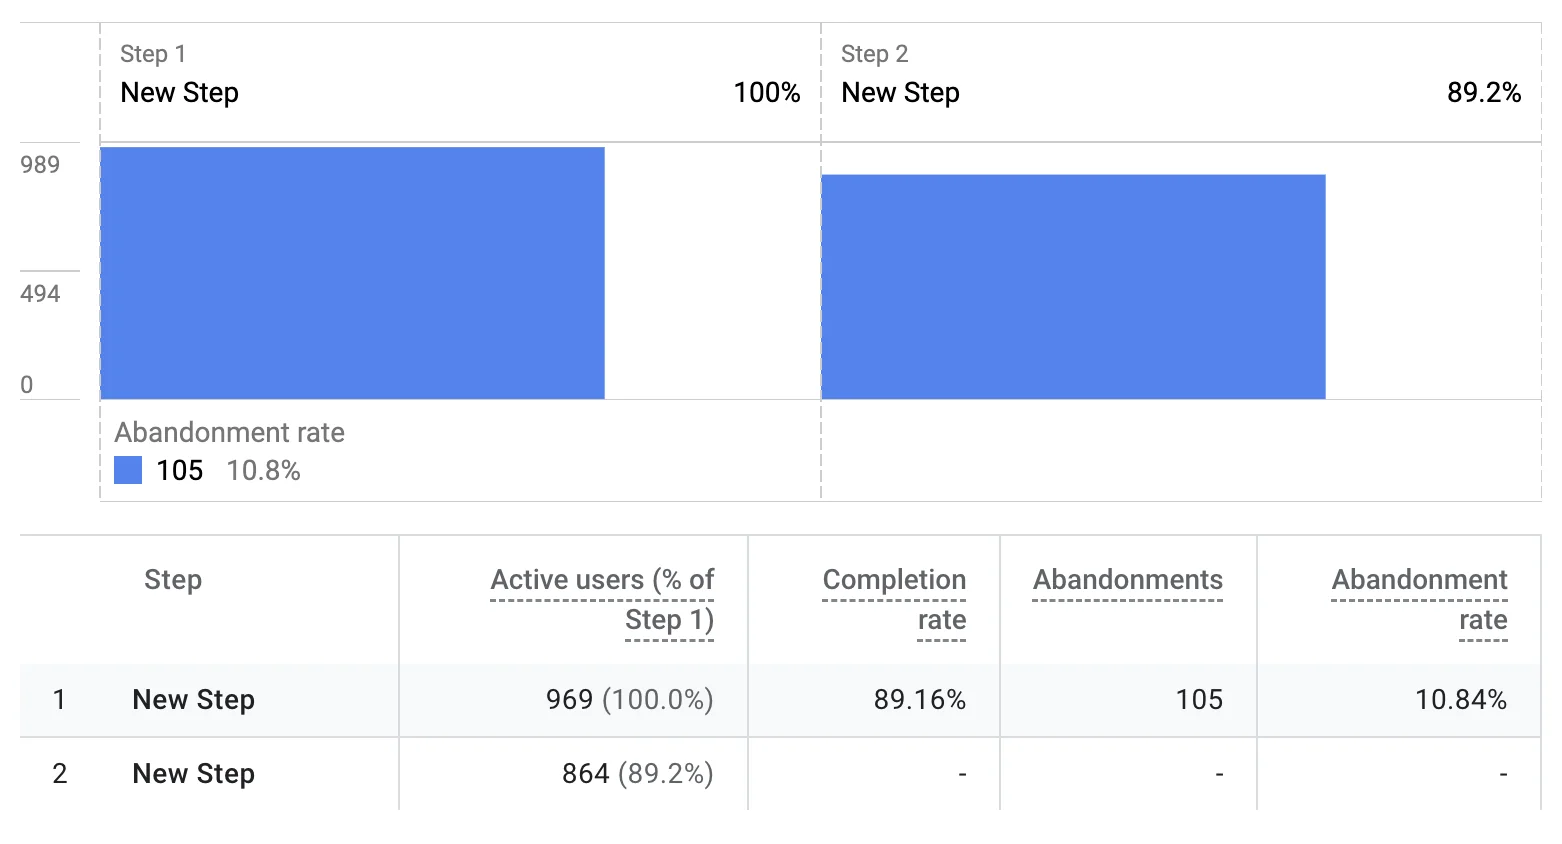 Step 1
New Step 100%
Step 2
New Step 89.2%
989
494
0
Abandonment rate
105 10.8%
Step Active users (% of Step 1) Completion rate Abandonments Abandonment rate
1 New Step 969 (100.0%) 89.16% 105 10.84%
2 New Step 864 (89.2%) - - -